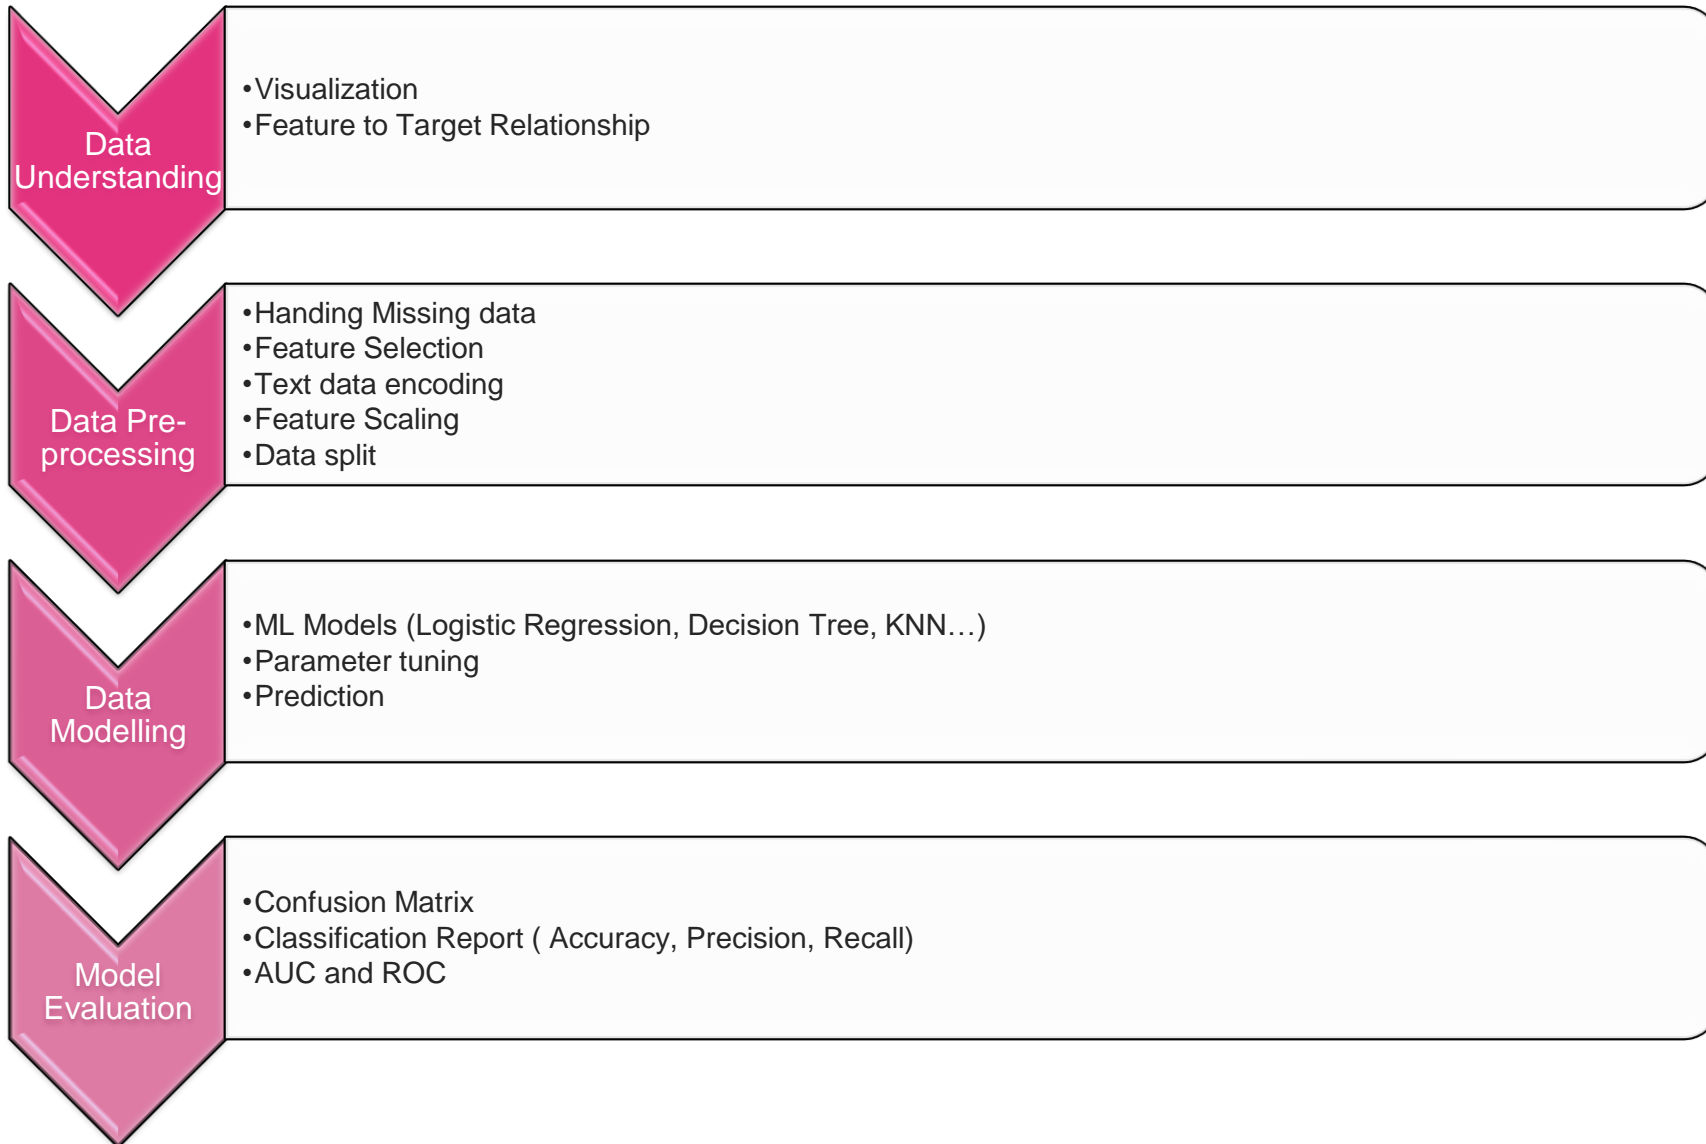 Data
Understanding
•Visualization
•Feature to Target Relationship
Data Pre-
processing
•Handing Missing data
•Feature Selection
•Text data encoding
•Feature Scaling
•Data split
Data
Modelling
•ML Models (Logistic Regression, Decision Tree, KNN…)
•Parameter tuning
•Prediction
Model
Evaluation
•Confusion Matrix
•Classification Report ( Accuracy, Precision, Recall)
•AUC and ROC